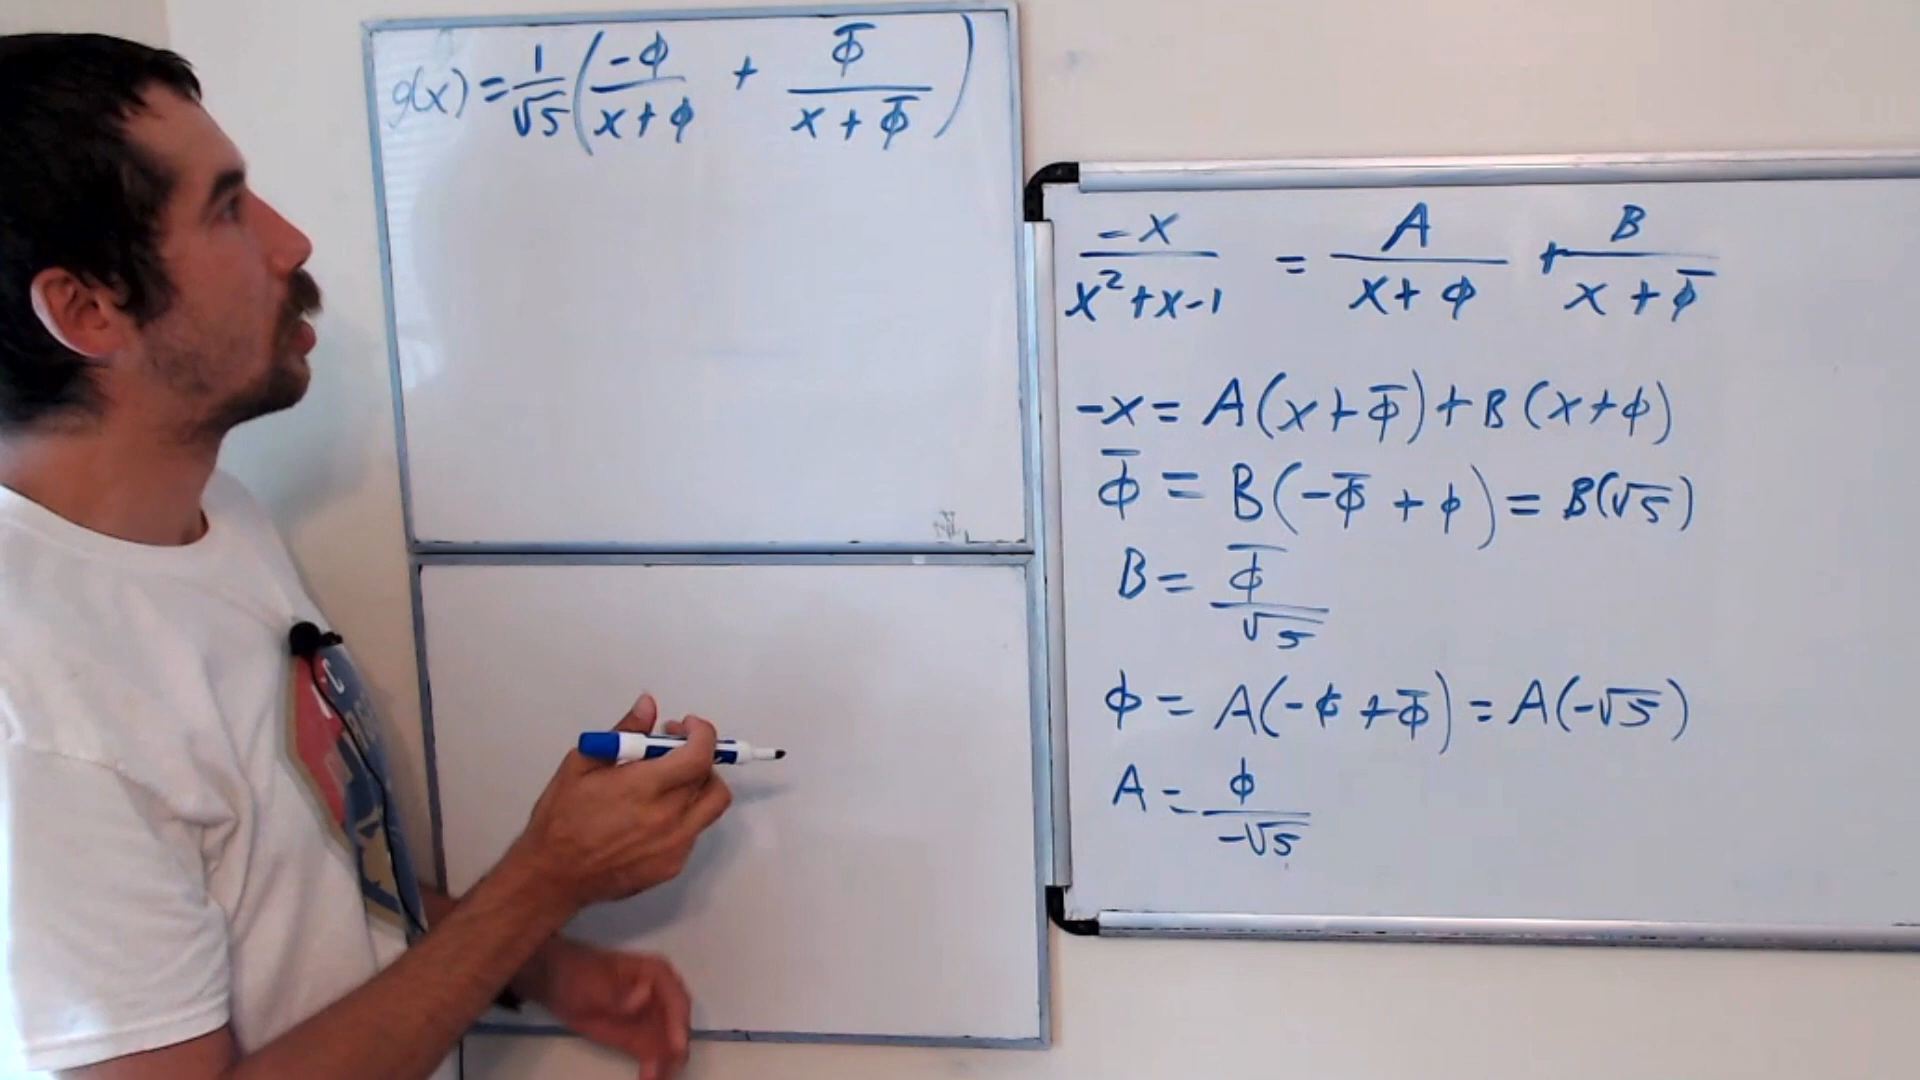 g(x) = 1/√5 ( -ϕ/(x+ϕ) + ϕ̅/(x+ϕ̅) )
-x/(x²+x-1) = A/(x+ϕ) + B/(x+ϕ̅)
-x = A(x+ϕ̅) + B(x+ϕ)
ϕ̅ = B(-ϕ̅+ϕ) = B(√5)
B = ϕ̅/√5
ϕ = A(-ϕ+ϕ̅) = A(-√5)
A = ϕ/-√5